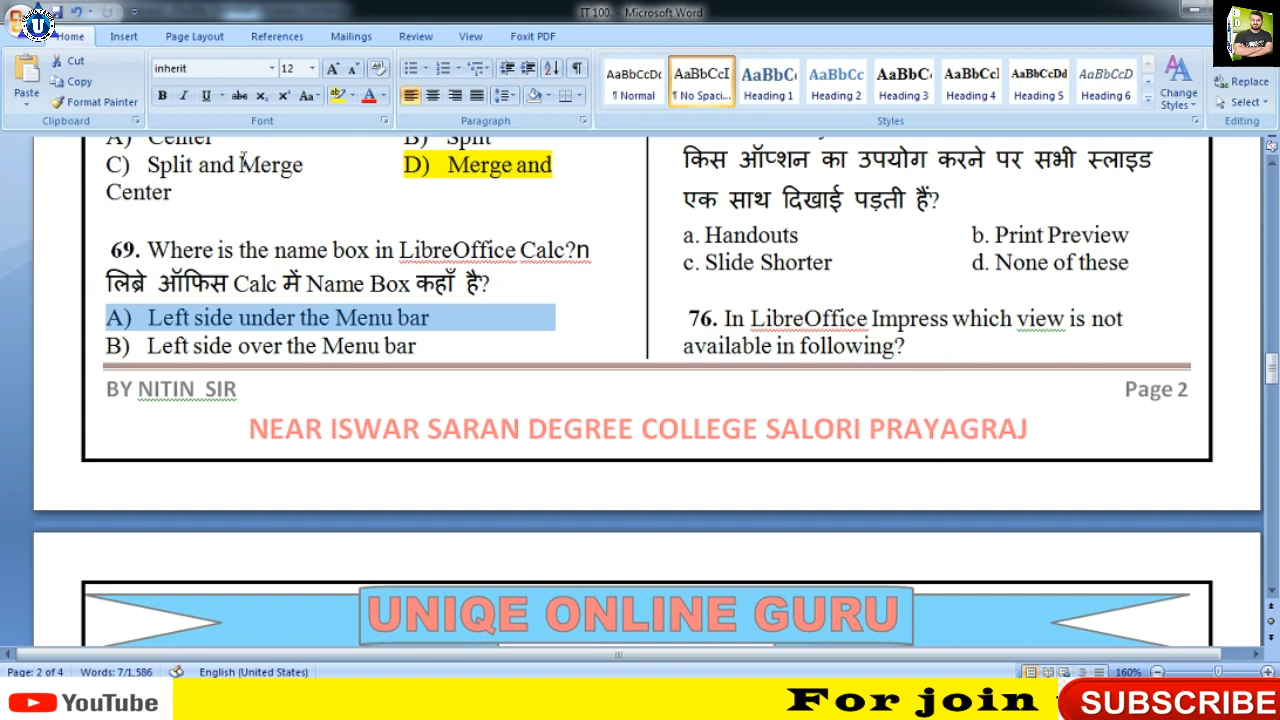 IT 100. - Microsoft Word
Home Insert Page Layout References Mailings Review View Foxit PDF
Cut
Copy
Format Painter
Paste
Clipboard
inherit 12
Font
Paragraph
AaBbCcDc AaBbCcI AaBbC AaBbCc AaBbC AaBbCcI AaBbCcDd AaBbCcD
¶ Normal ¶ No Spaci... Heading 1 Heading 2 Heading 3 Heading 4 Heading 5 Heading 6
Styles
Change Styles
Replace
Select
Editing
A) Center B) Split
C) Split and Merge D) Merge and
Center
69. Where is the name box in LibreOffice Calc?n
लिब्रे ऑफिस Calc में Name Box कहाँ है?
A) Left side under the Menu bar
B) Left side over the Menu bar
किस ऑप्शन का उपयोग करने पर सभी स्लाइड
एक साथ दिखाई पड़ती हैं?
a. Handouts b. Print Preview
c. Slide Shorter d. None of these
76. In LibreOffice Impress which view is not
available in following?
BY NITIN SIR Page 2
NEAR ISWAR SARAN DEGREE COLLEGE SALORI PRAYAGRAJ
UNIQE ONLINE GURU
Page: 2 of 4 Words: 7/1,586 English (United States) 160%
YouTube For join SUBSCRIBE